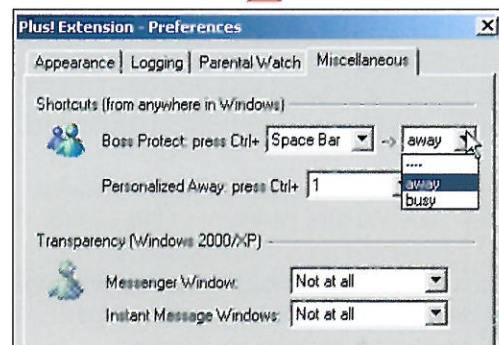 Plus! Extension - Preferences
Appearance | Logging | Parental Watch | Miscellaneous
Shortcuts (from anywhere in Windows)
Boss Protect: press Ctrl+ Space Bar -> away
----
away
busy
Personalized Away: press Ctrl+ 1
Transparency (Windows 2000/XP)
Messenger Window: Not at all
Instant Message Windows: Not at all